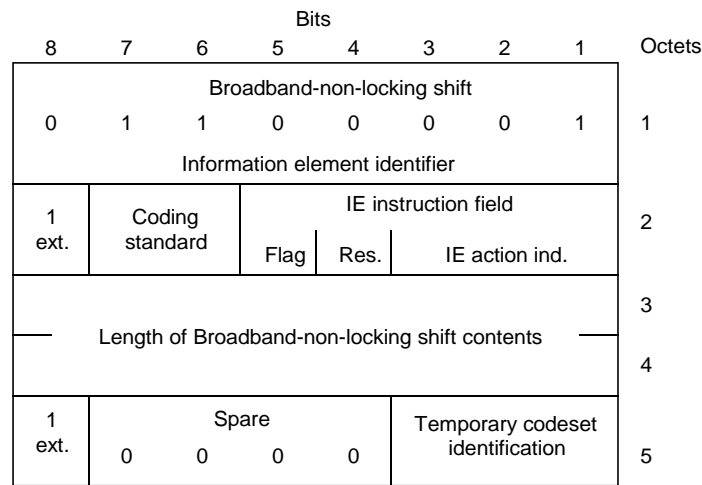 Bits
8 7 6 5 4 3 2 1 Octets
Broadband-non-locking shift
0 1 1 0 0 0 0 1 1
Information element identifier
1 Coding IE instruction field
ext. standard 2
Flag Res. IE action ind.
3
Length of Broadband-non-locking shift contents
4
1 Spare Temporary codeset
ext. identification
0 0 0 0 5